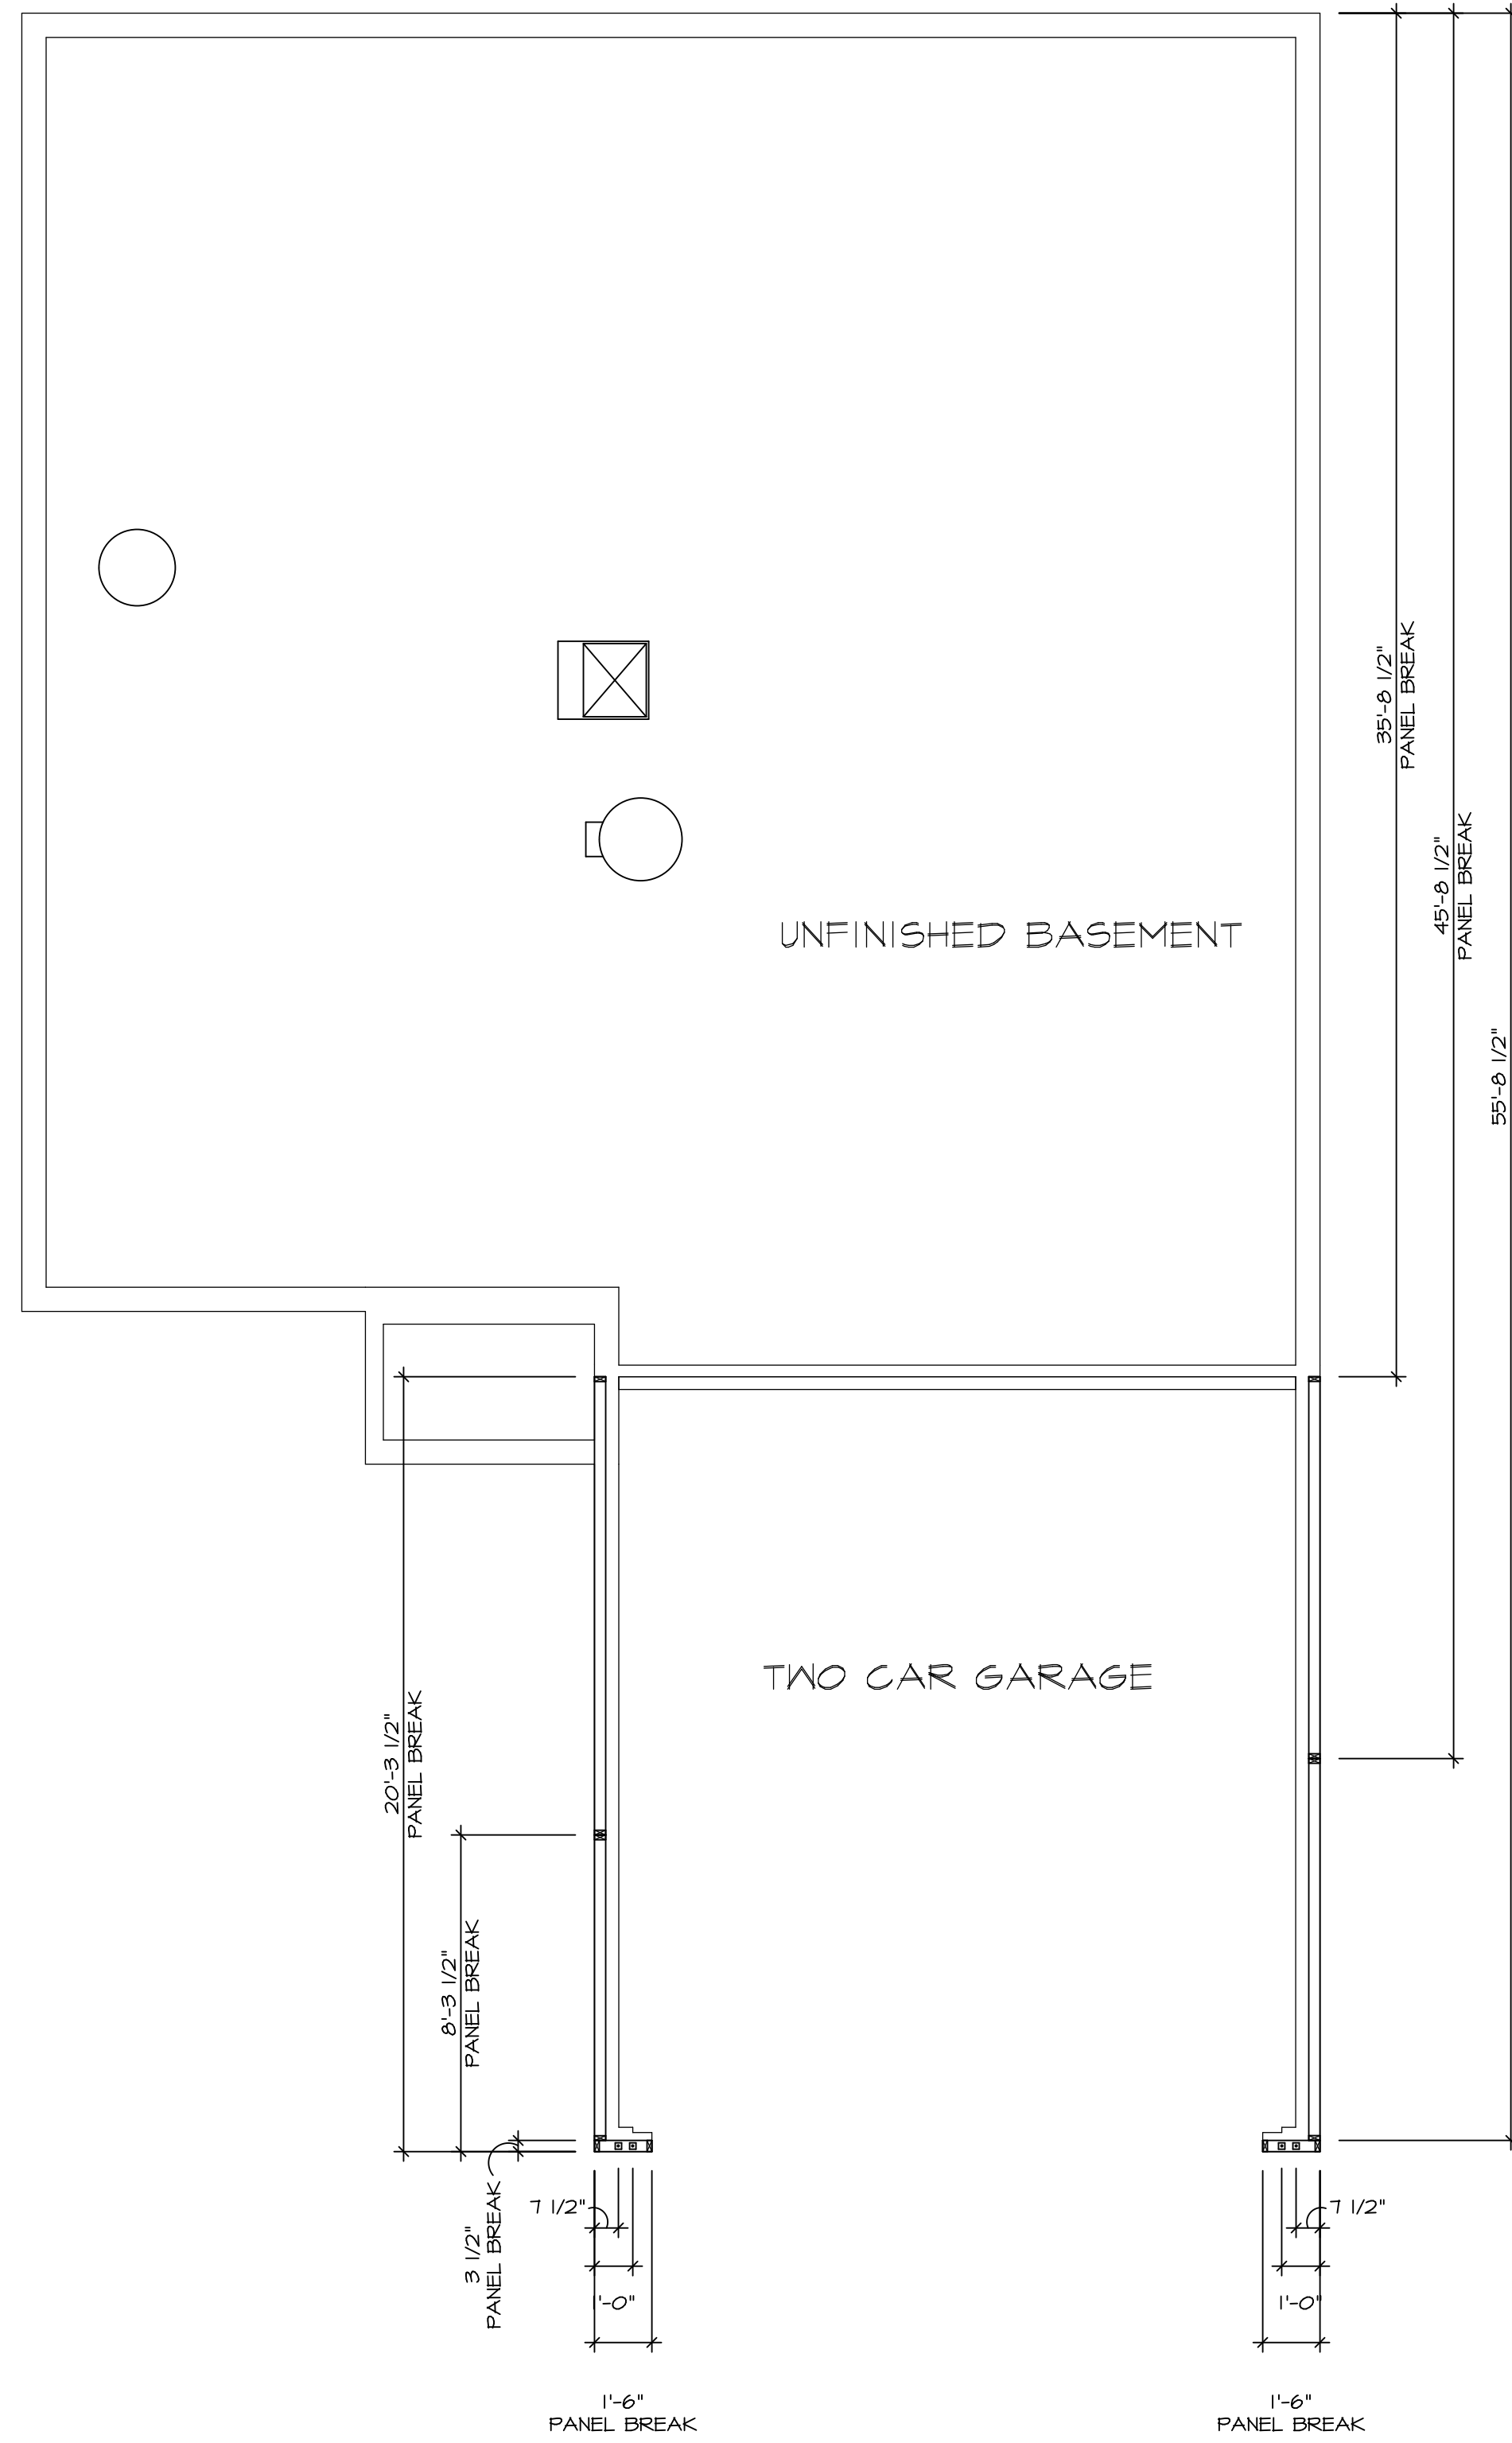 35'-8 1/2"
PANEL BREAK
45'-8 1/2"
PANEL BREAK
UNFINISHED BASEMENT
55'-8 1/2"
TWO CAR GARAGE
20'-3 1/2"
PANEL BREAK
8'-3 1/2"
PANEL BREAK
3 1/2"
PANEL BREAK
7 1/2"
7 1/2"
1'-0"
1'-0"
1'-6"
PANEL BREAK
1'-6"
PANEL BREAK